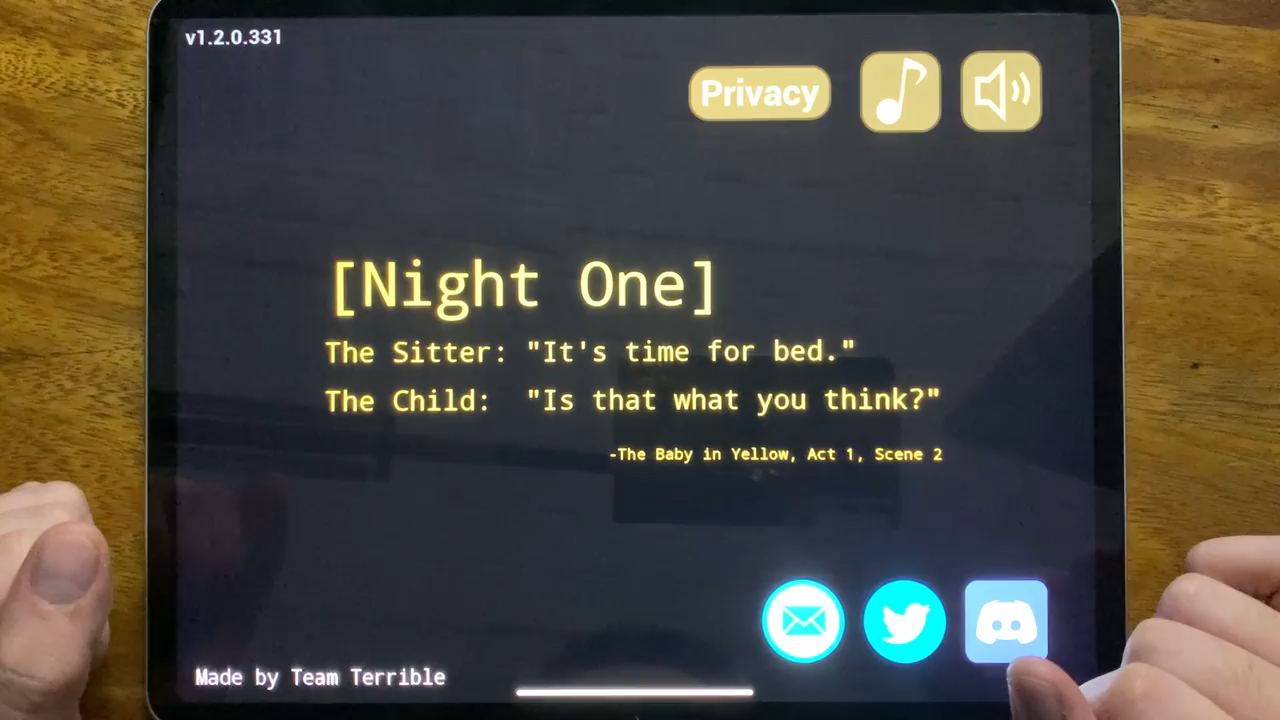 v1.2.0.331
Privacy
[Night One]
The Sitter: "It's time for bed."
The Child: "Is that what you think?"
-The Baby in Yellow, Act 1, Scene 2
Made by Team Terrible